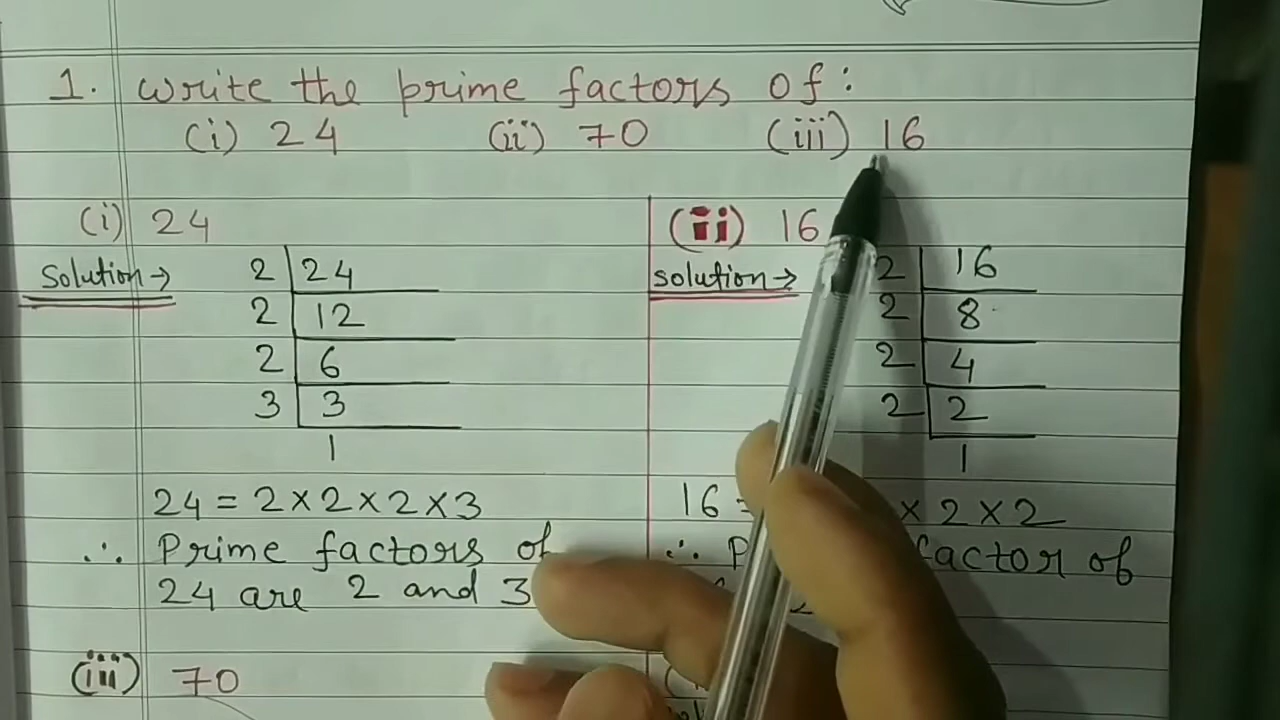 1. Write the prime factors of:
(i) 24 (ii) 70 (iii) 16
(i) 24
Solution→
2 | 24
2 | 12
2 | 6
3 | 3
1
24 = 2×2×2×3
∴ Prime factors of
24 are 2 and 3
(ii) 16
solution→
2 | 16
2 | 8
2 | 4
2 | 2
1
16 = ×2×2
∴ P factor of
2
(iii) 70